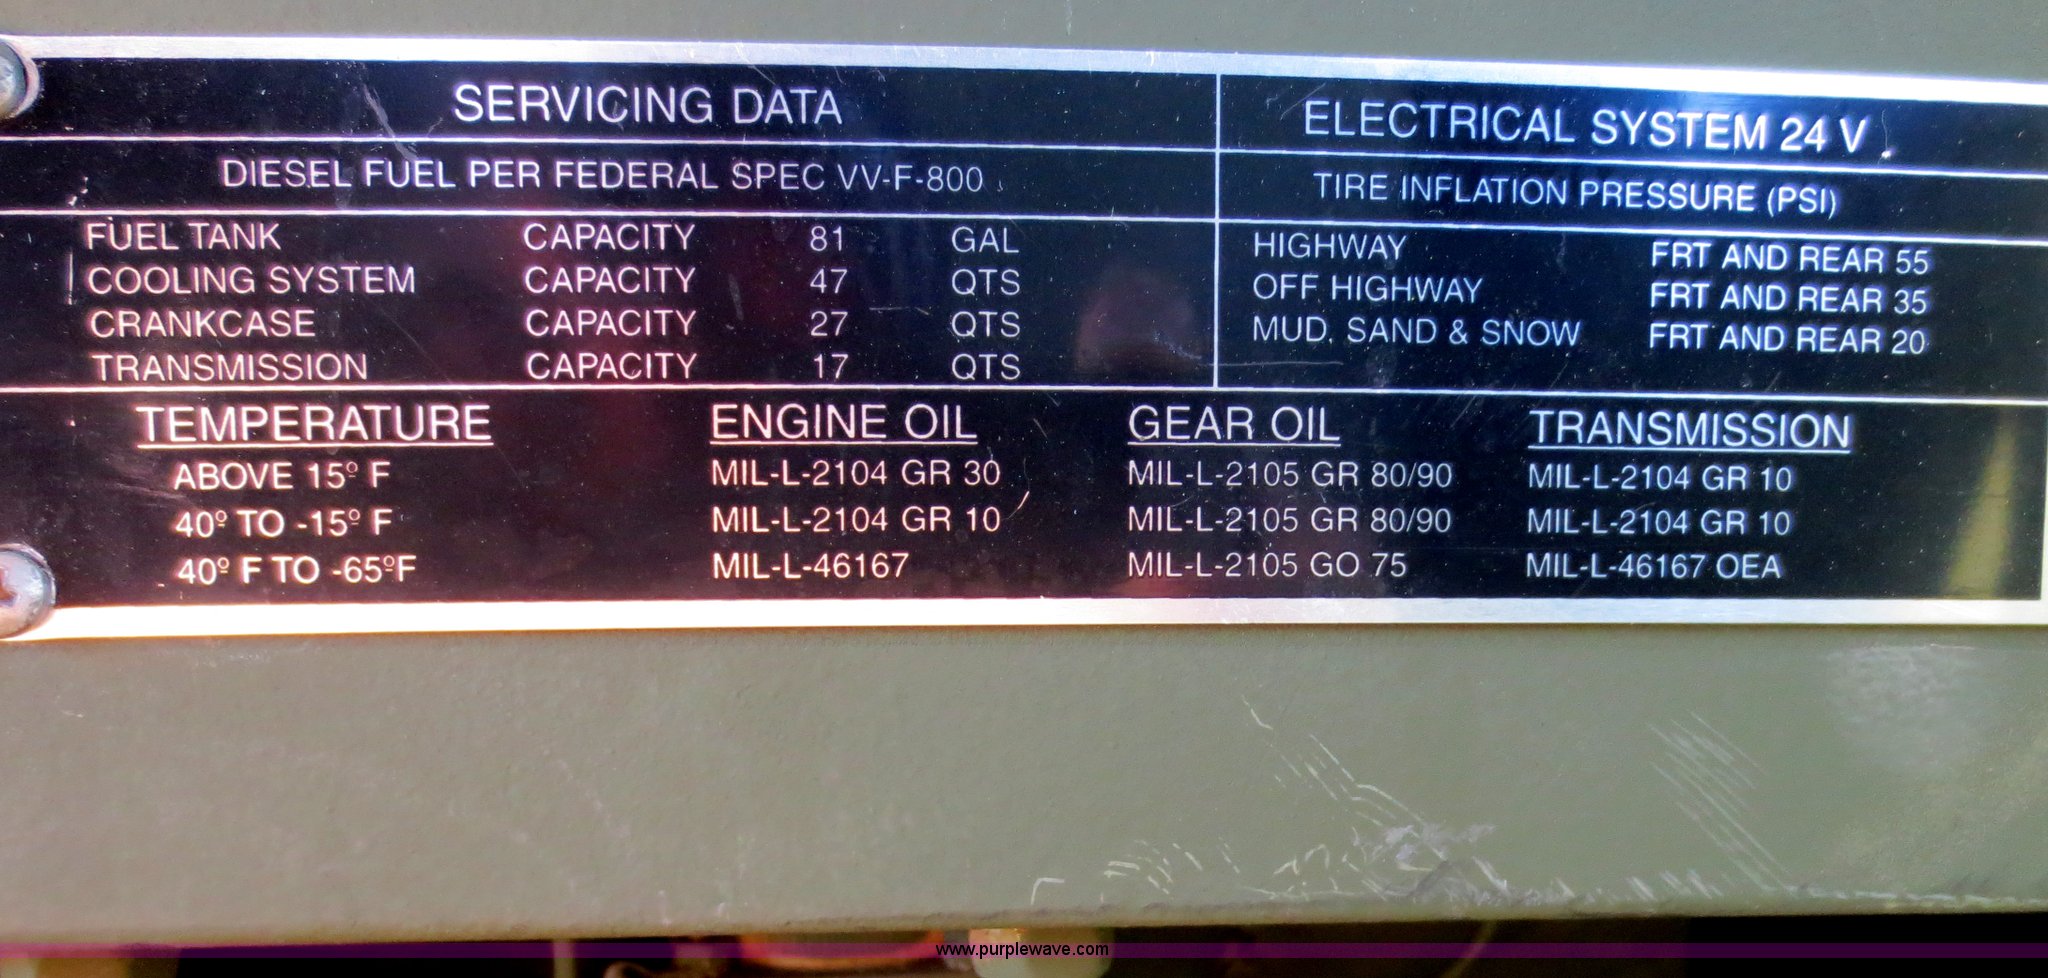 SERVICING DATA
DIESEL FUEL PER FEDERAL SPEC VV-F-800
FUEL TANK CAPACITY 81 GAL
COOLING SYSTEM CAPACITY 47 QTS
CRANKCASE CAPACITY 27 QTS
TRANSMISSION CAPACITY 17 QTS
ELECTRICAL SYSTEM 24 V
TIRE INFLATION PRESSURE (PSI)
HIGHWAY FRT AND REAR 55
OFF HIGHWAY FRT AND REAR 35
MUD, SAND & SNOW FRT AND REAR 20
TEMPERATURE ENGINE OIL GEAR OIL TRANSMISSION
ABOVE 15º F MIL-L-2104 GR 30 MIL-L-2105 GR 80/90 MIL-L-2104 GR 10
40º TO -15º F MIL-L-2104 GR 10 MIL-L-2105 GR 80/90 MIL-L-2104 GR 10
40º F TO -65ºF MIL-L-46167 MIL-L-2105 GO 75 MIL-L-46167 OEA
www.purplewave.com